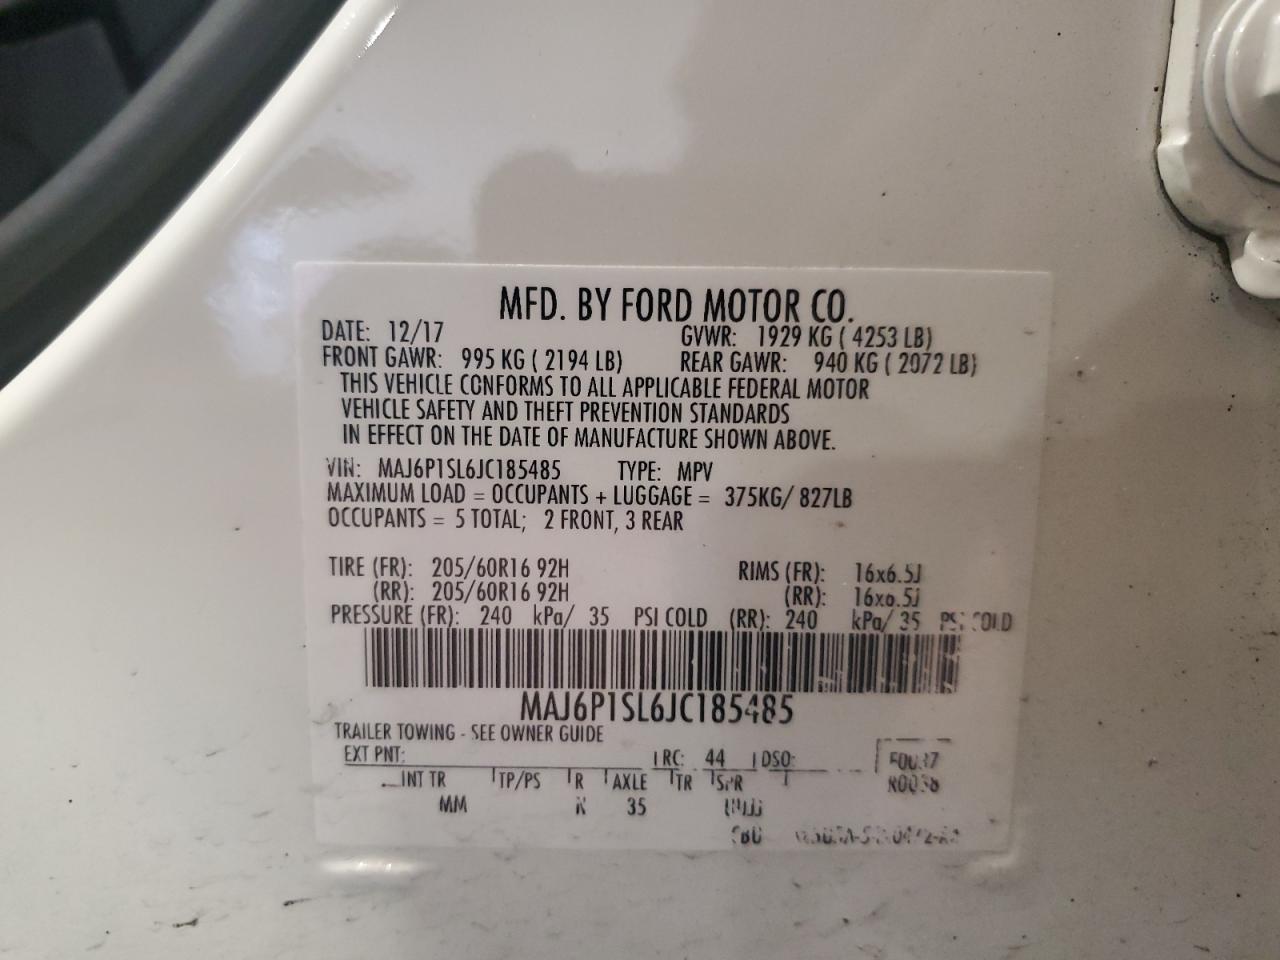 MFD. BY FORD MOTOR CO.
DATE: 12/17 GVWR: 1929 KG ( 4253 LB)
FRONT GAWR: 995 KG ( 2194 LB) REAR GAWR: 940 KG ( 2072 LB)
THIS VEHICLE CONFORMS TO ALL APPLICABLE FEDERAL MOTOR
VEHICLE SAFETY AND THEFT PREVENTION STANDARDS
IN EFFECT ON THE DATE OF MANUFACTURE SHOWN ABOVE.
VIN: MAJ6P1SL6JC185485 TYPE: MPV
MAXIMUM LOAD = OCCUPANTS + LUGGAGE = 375KG/ 827LB
OCCUPANTS = 5 TOTAL; 2 FRONT, 3 REAR
TIRE (FR): 205/60R16 92H RIMS (FR): 16x6.5J
(RR): 205/60R16 92H (RR): 16x6.5J
PRESSURE (FR): 240 kPa/ 35 PSI COLD (RR): 240 kPa/ 35 PSI COLD
MAJ6P1SL6JC185485
TRAILER TOWING - SEE OWNER GUIDE
EXT PNT: RC: 44 DSO:
INT TR TP/PS R AXLE TR SPR
MM 35